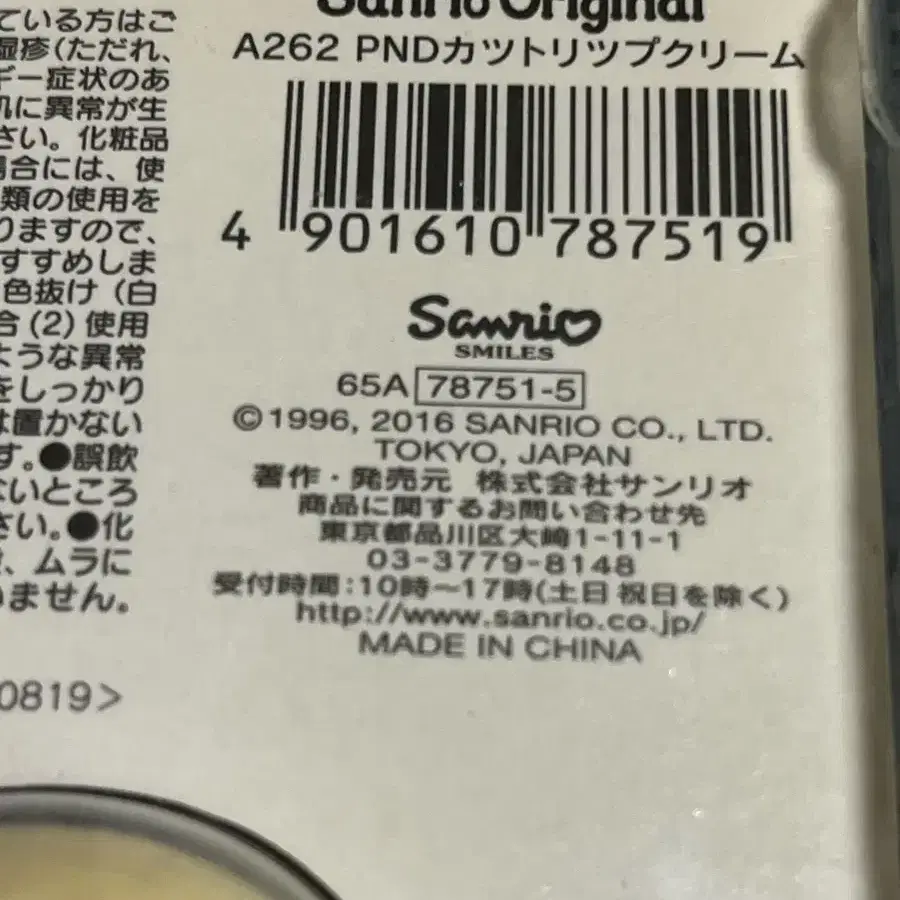 ている方はご
湿疹(ただれ、
ギー症状のあ
肌に異常が生
さい。化粧品
場合には、使
類の使用を
りますので、
すすめしま
色抜け(白
合(2)使用
ような異常
をしっかり
は置かない
す。●誤飲
ないところ
さい。●化
、ムラに
いません。
0819>
Sanrio Original
A262 PNDカツトリツプクリーム
4 901610 787519
Sanrio
SMILES
65A 78751-5
©1996, 2016 SANRIO CO., LTD.
TOKYO, JAPAN
著作・発売元 株式会社サンリオ
商品に関するお問い合わせ先
東京都品川区大崎1-11-1
03-3779-8148
受付時間:10時〜17時(土日祝日を除く)
http://www.sanrio.co.jp/
MADE IN CHINA